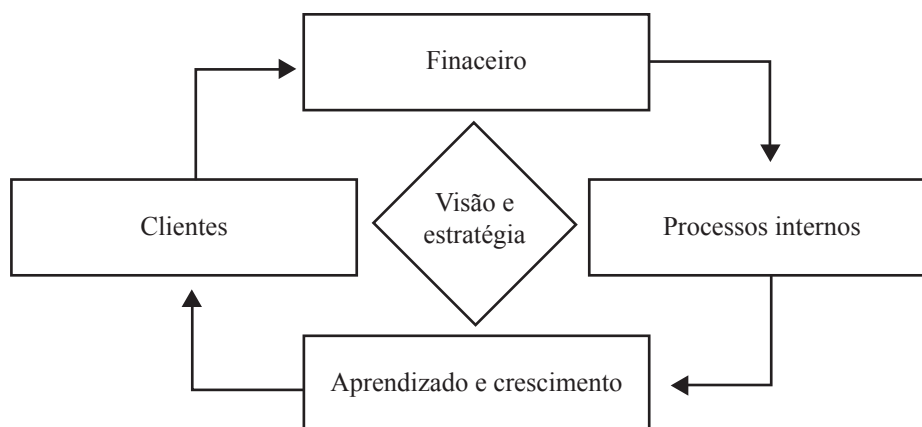 Finaceiro
Clientes
Visão e
estratégia
Processos internos
Aprendizado e crescimento